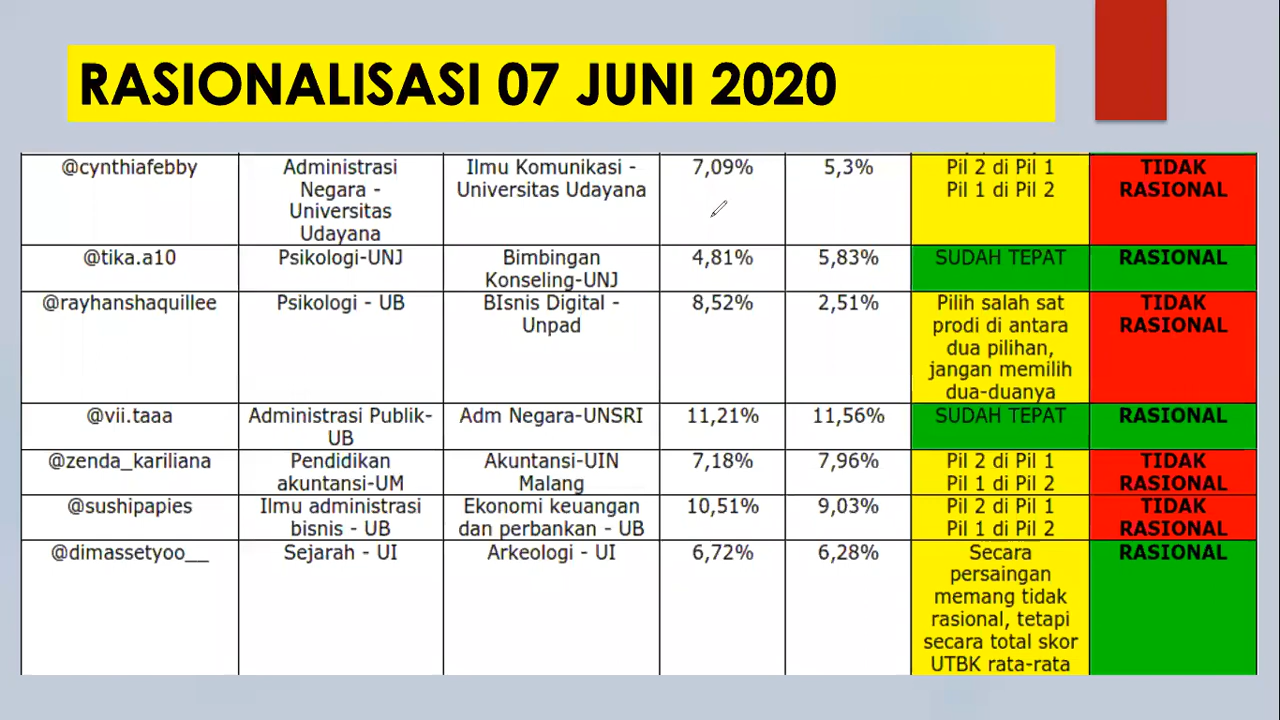 RASIONALISASI 07 JUNI 2020
@cynthiafebby
Administrasi
Negara -
Universitas
Udayana
Ilmu Komunikasi -
Universitas Udayana
7,09%
5,3%
Pil 2 di Pil 1
Pil 1 di Pil 2
TIDAK
RASIONAL
@tika.a10
Psikologi-UNJ
Bimbingan
Konseling-UNJ
4,81%
5,83%
SUDAH TEPAT
RASIONAL
@rayhanshaquillee
Psikologi - UB
BIsnis Digital -
Unpad
8,52%
2,51%
Pilih salah sat
prodi di antara
dua pilihan,
jangan memilih
dua-duanya
TIDAK
RASIONAL
@vii.taaa
Administrasi Publik-
UB
Adm Negara-UNSRI
11,21%
11,56%
SUDAH TEPAT
RASIONAL
@zenda_kariliana
Pendidikan
akuntansi-UM
Akuntansi-UIN
Malang
7,18%
7,96%
Pil 2 di Pil 1
Pil 1 di Pil 2
TIDAK
RASIONAL
@sushipapies
Ilmu administrasi
bisnis - UB
Ekonomi keuangan
dan perbankan - UB
10,51%
9,03%
Pil 2 di Pil 1
Pil 1 di Pil 2
TIDAK
RASIONAL
@dimassetyoo__
Sejarah - UI
Arkeologi - UI
6,72%
6,28%
Secara
persaingan
memang tidak
rasional, tetapi
secara total skor
UTBK rata-rata
RASIONAL